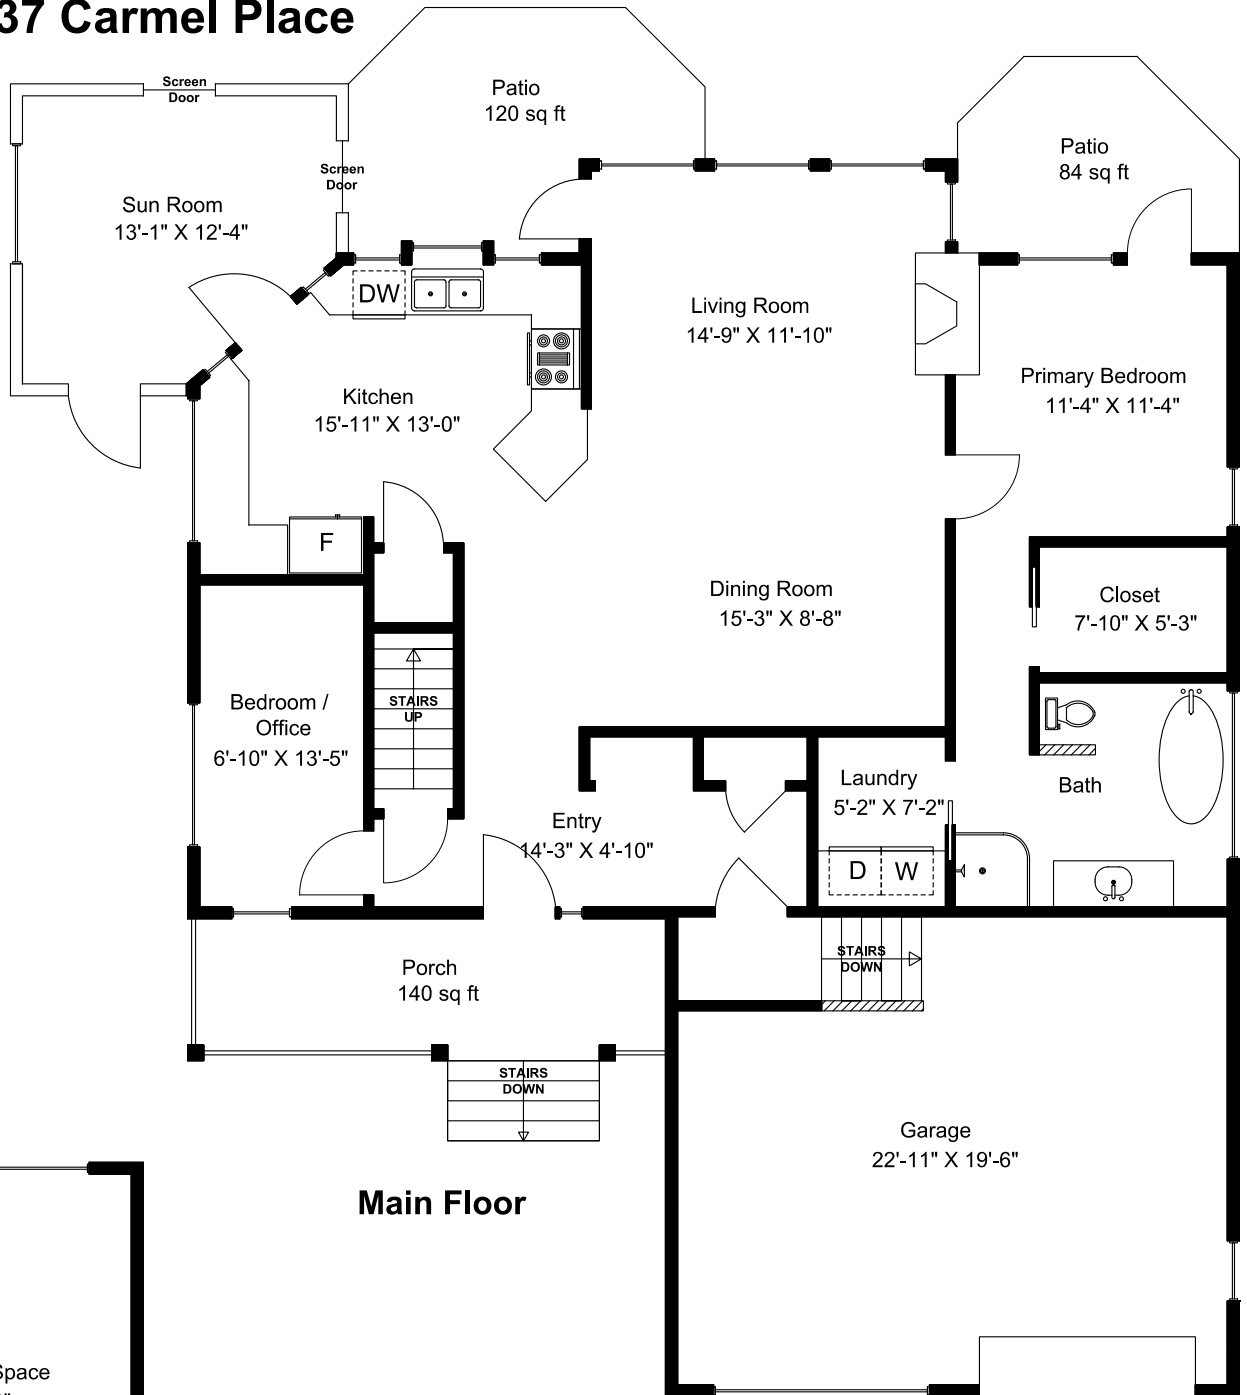 37 Carmel Place
Screen
Door
Patio
120 sq ft
Patio
84 sq ft
Screen
Door
Sun Room
13'-1" X 12'-4"
DW
Living Room
14'-9" X 11'-10"
Kitchen
15'-11" X 13'-0"
Primary Bedroom
11'-4" X 11'-4"
F
Dining Room
15'-3" X 8'-8"
Closet
7'-10" X 5'-3"
Bedroom /
Office
6'-10" X 13'-5"
STAIRS
UP
Laundry
5'-2" X 7'-2"
Bath
Entry
14'-3" X 4'-10"
D W
Porch
140 sq ft
STAIRS
DOWN
STAIRS
DOWN
Garage
22'-11" X 19'-6"
Main Floor
Space